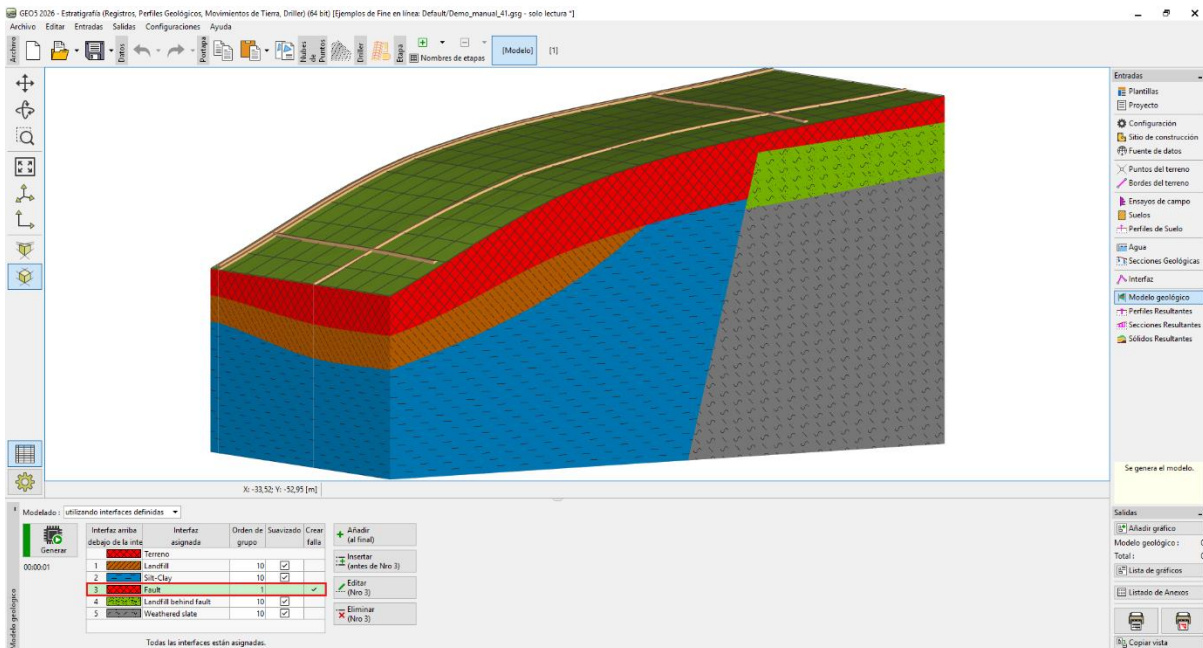 GEO5 2026 - Estratigrafía (Registros, Perfiles Geológicos, Movimientos de Tierra, Driller) (64 bit) [Ejemplos de Fine en línea: Default/Demo_manual_41.gsg - solo lectura *]
Archivo Editar Entradas Salidas Configuraciones Ayuda
Archivo
Datos
Portapa
Nubes de Puntos
Driller
Etapa
Nombres de etapas
[Modelo]
[1]
Entradas
Plantillas
Proyecto
Configuración
Sitio de construcción
Fuente de datos
Puntos del terreno
Bordes del terreno
Ensayos de campo
Suelos
Perfiles de Suelo
Agua
Secciones Geológicas
Interfaz
Modelo geológico
Perfiles Resultantes
Secciones Resultantes
Sólidos Resultantes
Se genera el modelo.
X: -33,52; Y: -52,95 [m]
Modelado : utilizando interfaces definidas
Generar
00:00:01
Interfaz arriba Interfaz Orden de Suavizado Crear
debajo de la inte asignada grupo falla
Terreno
1 Landfill 10
2 Silt-Clay 10
3 Fault 1
4 Landfill behind fault 10
5 Weathered slate 10
Todas las interfaces están asignadas.
Añadir
(al final)
Insertar
(antes de Nro 3)
Editar
(Nro 3)
Eliminar
(Nro 3)
Modelo geológico
Salidas
Añadir gráfico
Modelo geológico : 0
Total : 0
Lista de gráficos
Listado de Anexos
Copiar vista